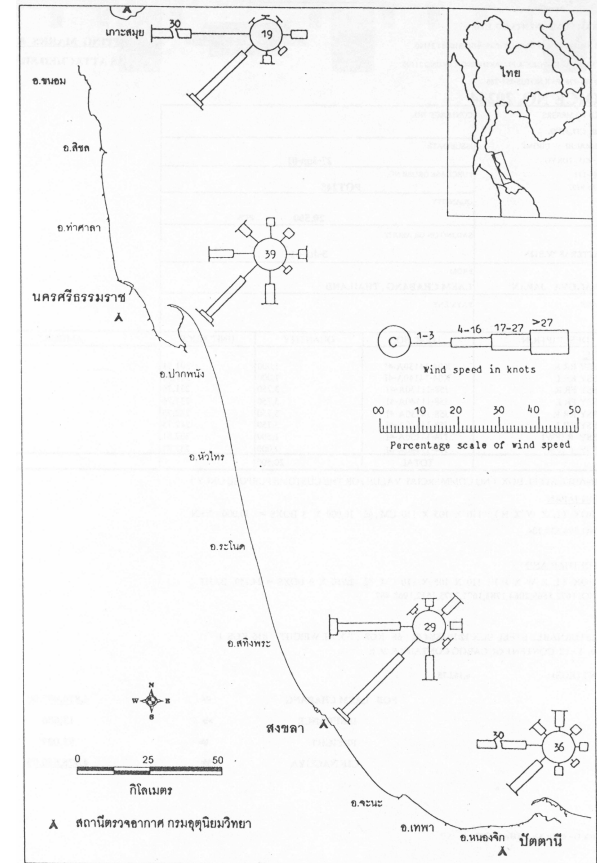 เกาะสมุย
30
19
ไทย
อ.ขนอม
อ.สิชล
อ.ท่าศาลา
39
นครศรีธรรมราช
C
1-3
4-16
17-27
>27
Wind speed in knots
อ.ปากพนัง
00 10 20 30 40 50
Percentage scale of wind speed
อ.หัวไทร
อ.ระโนด
29
อ.สทิงพระ
N
W E
S
สงขลา
30
36
0 25 50
กิโลเมตร
อ.จะนะ
อ.เทพา
อ.หนองจิก
ปัตตานี
สถานีตรวจอากาศ กรมอุตุนิยมวิทยา